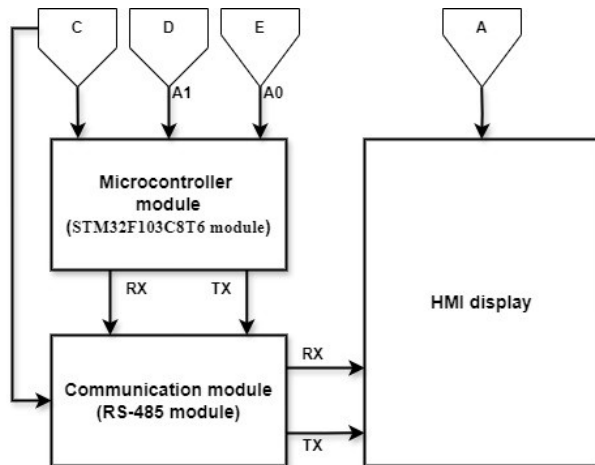 C
D
E
A
A1
A0
Microcontroller
module
(STM32F103C8T6 module)
RX
TX
HMI display
RX
Communication module
(RS-485 module)
TX